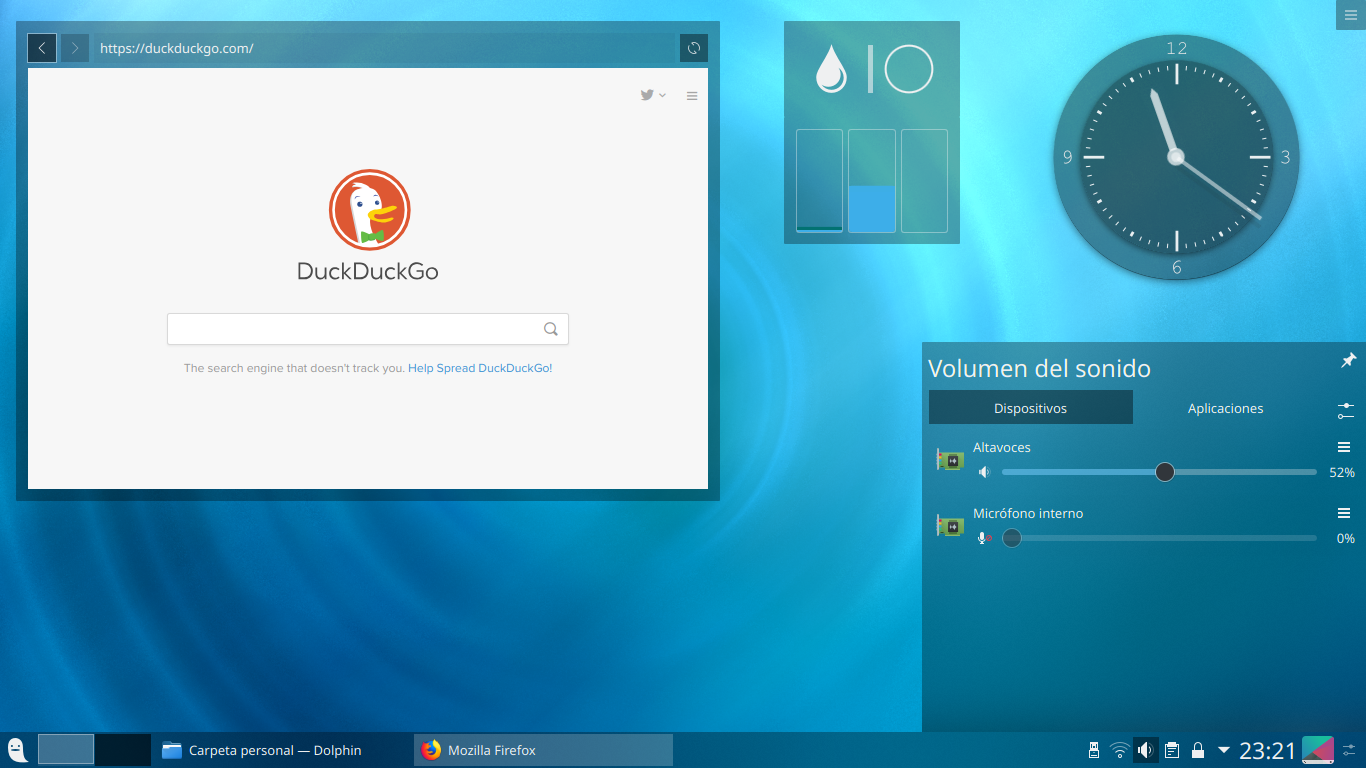 https://duckduckgo.com/
DuckDuckGo
The search engine that doesn't track you. Help Spread DuckDuckGo!
12
9
3
6
Volumen del sonido
Dispositivos
Aplicaciones
Altavoces
52%
Micrófono interno
0%
Carpeta personal — Dolphin
Mozilla Firefox
23:21